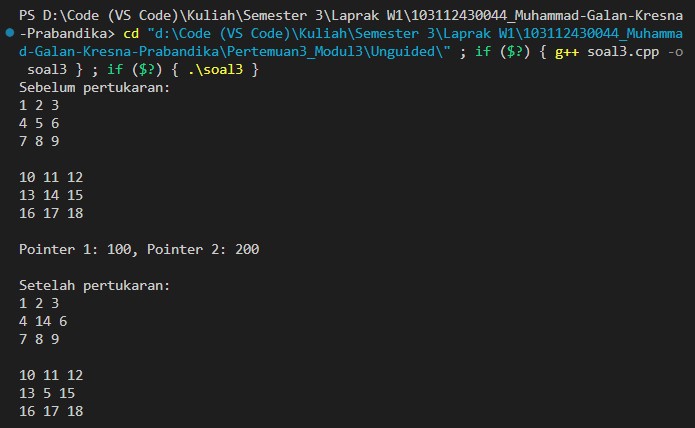 PS D:\Code (VS Code)\Kuliah\Semester 3\Laprak W1\103112430044_Muhammad-Galan-Kresna
-Prabandika> cd "d:\Code (VS Code)\Kuliah\Semester 3\Laprak W1\103112430044_Muhamma
d-Galan-Kresna-Prabandika\Pertemuan3_Modul3\Unguided\" ; if ($?) { g++ soal3.cpp -o
 soal3 } ; if ($?) { .\soal3 }
Sebelum pertukaran:
1 2 3
4 5 6
7 8 9

10 11 12
13 14 15
16 17 18

Pointer 1: 100, Pointer 2: 200

Setelah pertukaran:
1 2 3
4 14 6
7 8 9

10 11 12
13 5 15
16 17 18